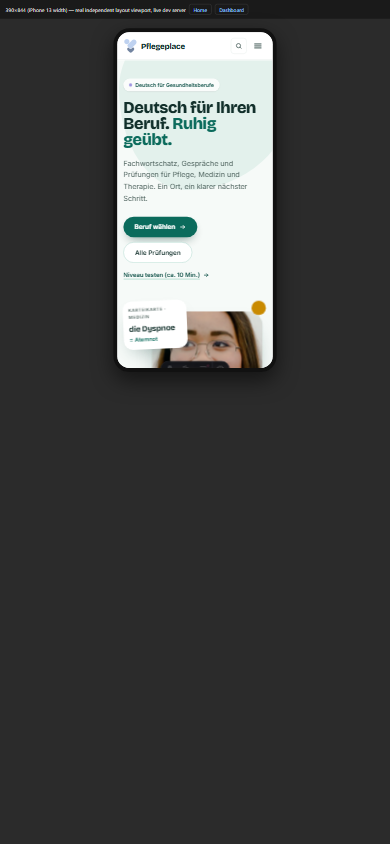 390×844 (iPhone 13 width) — real independent layout viewport, live dev server
Home
Dashboard
Pflegeplace
Deutsch für Gesundheitsberufe
Deutsch für Ihren
Beruf. Ruhig
geübt.
Fachwortschatz, Gespräche und
Prüfungen für Pflege, Medizin und
Therapie. Ein Ort, ein klarer nächster
Schritt.
Beruf wählen →
Alle Prüfungen
Niveau testen (ca. 10 Min.) →
MEDIZIN
die Dyspnoe
= Atemnot